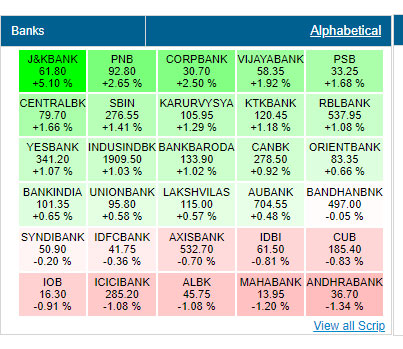 Banks Alphabetical
J&KBANK PNB CORPBANK VIJAYABANK PSB
61.80 92.80 30.70 58.35 33.25
+5.10 % +2.65 % +2.50 % +1.92 % +1.68 %
CENTRALBK SBIN KARURVYSYA KTKBANK RBLBANK
79.70 276.55 105.95 120.45 537.95
+1.66 % +1.41 % +1.29 % +1.18 % +1.08 %
YESBANK INDUSINDBK BANKBARODA CANBK ORIENTBANK
341.20 1909.50 133.90 278.50 83.35
+1.07 % +1.03 % +1.02 % +0.92 % +0.66 %
BANKINDIA UNIONBANK LAKSHVILAS AUBANK BANDHANBNK
101.35 95.80 115.00 704.55 497.00
+0.65 % +0.58 % +0.57 % +0.48 % -0.05 %
SYNDIBANK IDFCBANK AXISBANK IDBI CUB
50.90 41.75 532.70 61.50 185.40
-0.20 % -0.36 % -0.70 % -0.81 % -0.83 %
IOB ICICIBANK ALBK MAHABANK ANDHRABANK
16.30 285.20 45.75 13.95 36.70
-0.91 % -1.08 % -1.08 % -1.20 % -1.34 %
View all Scrip